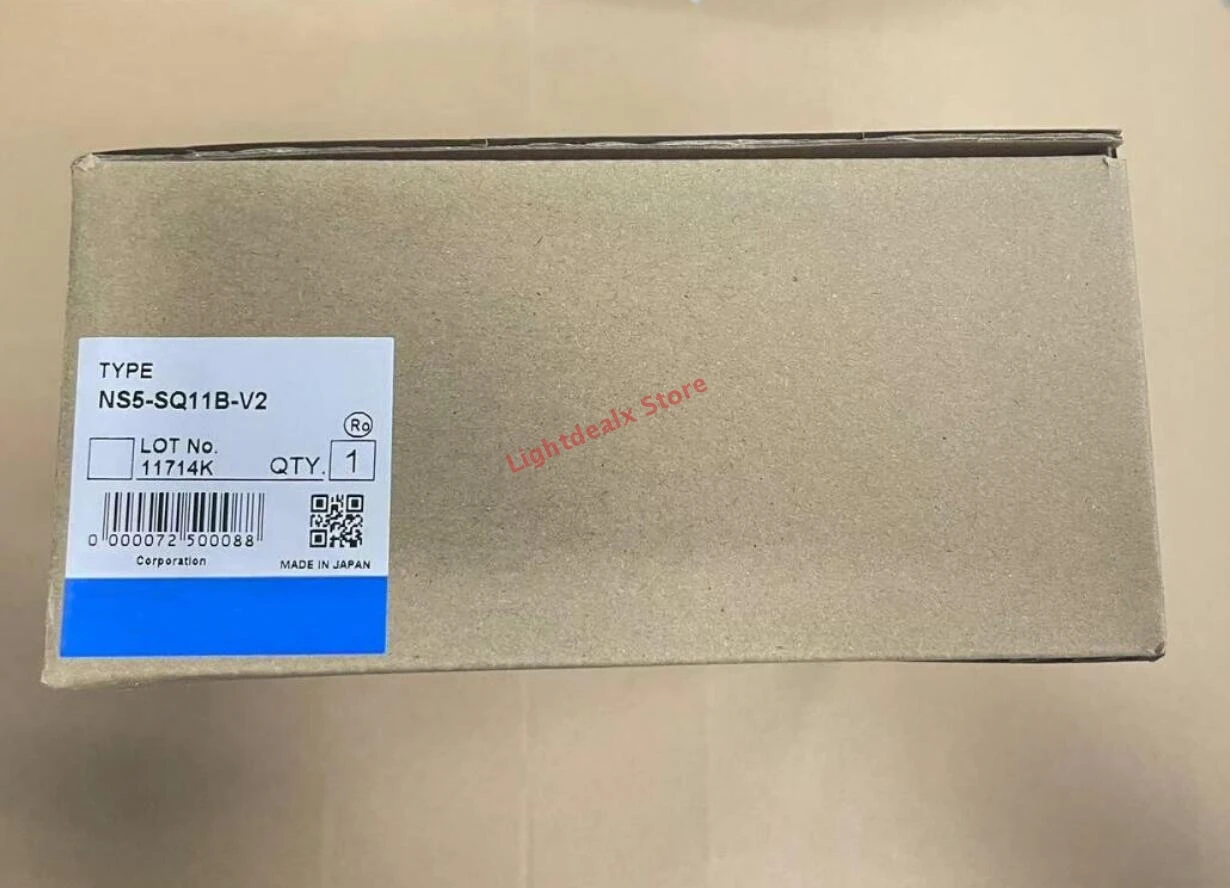 TYPE
NS5-SQ11B-V2
Ro
LOT No.
11714K
QTY. 1
0 000072 500088
Corporation
MADE IN JAPAN
Lightdealx Store